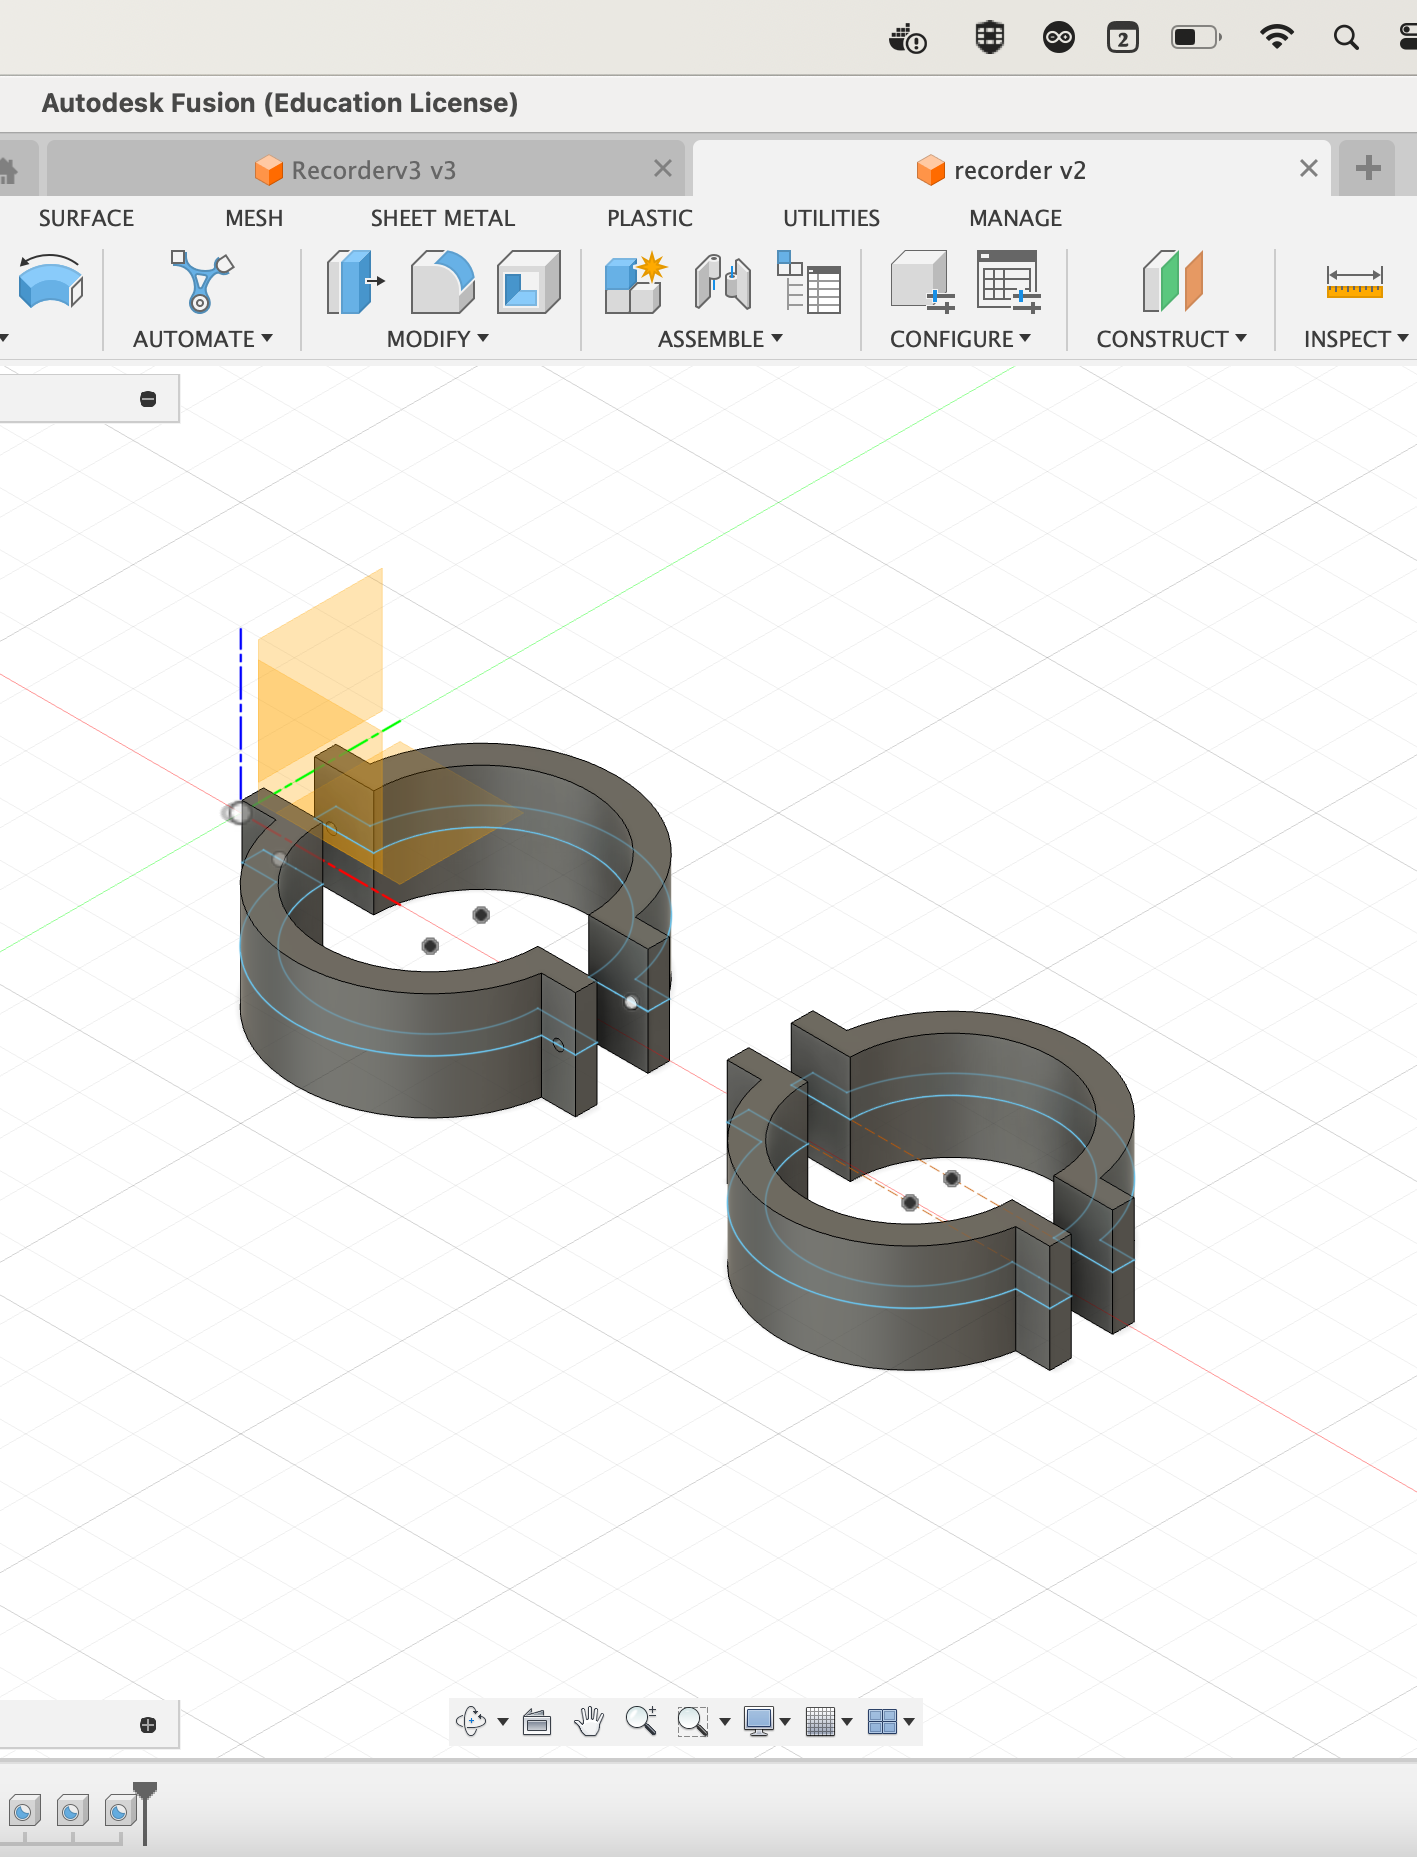 2
Autodesk Fusion (Education License)
Recorderv3 v3
recorder v2
SURFACE MESH SHEET METAL PLASTIC UTILITIES MANAGE
AUTOMATE MODIFY ASSEMBLE CONFIGURE CONSTRUCT INSPECT